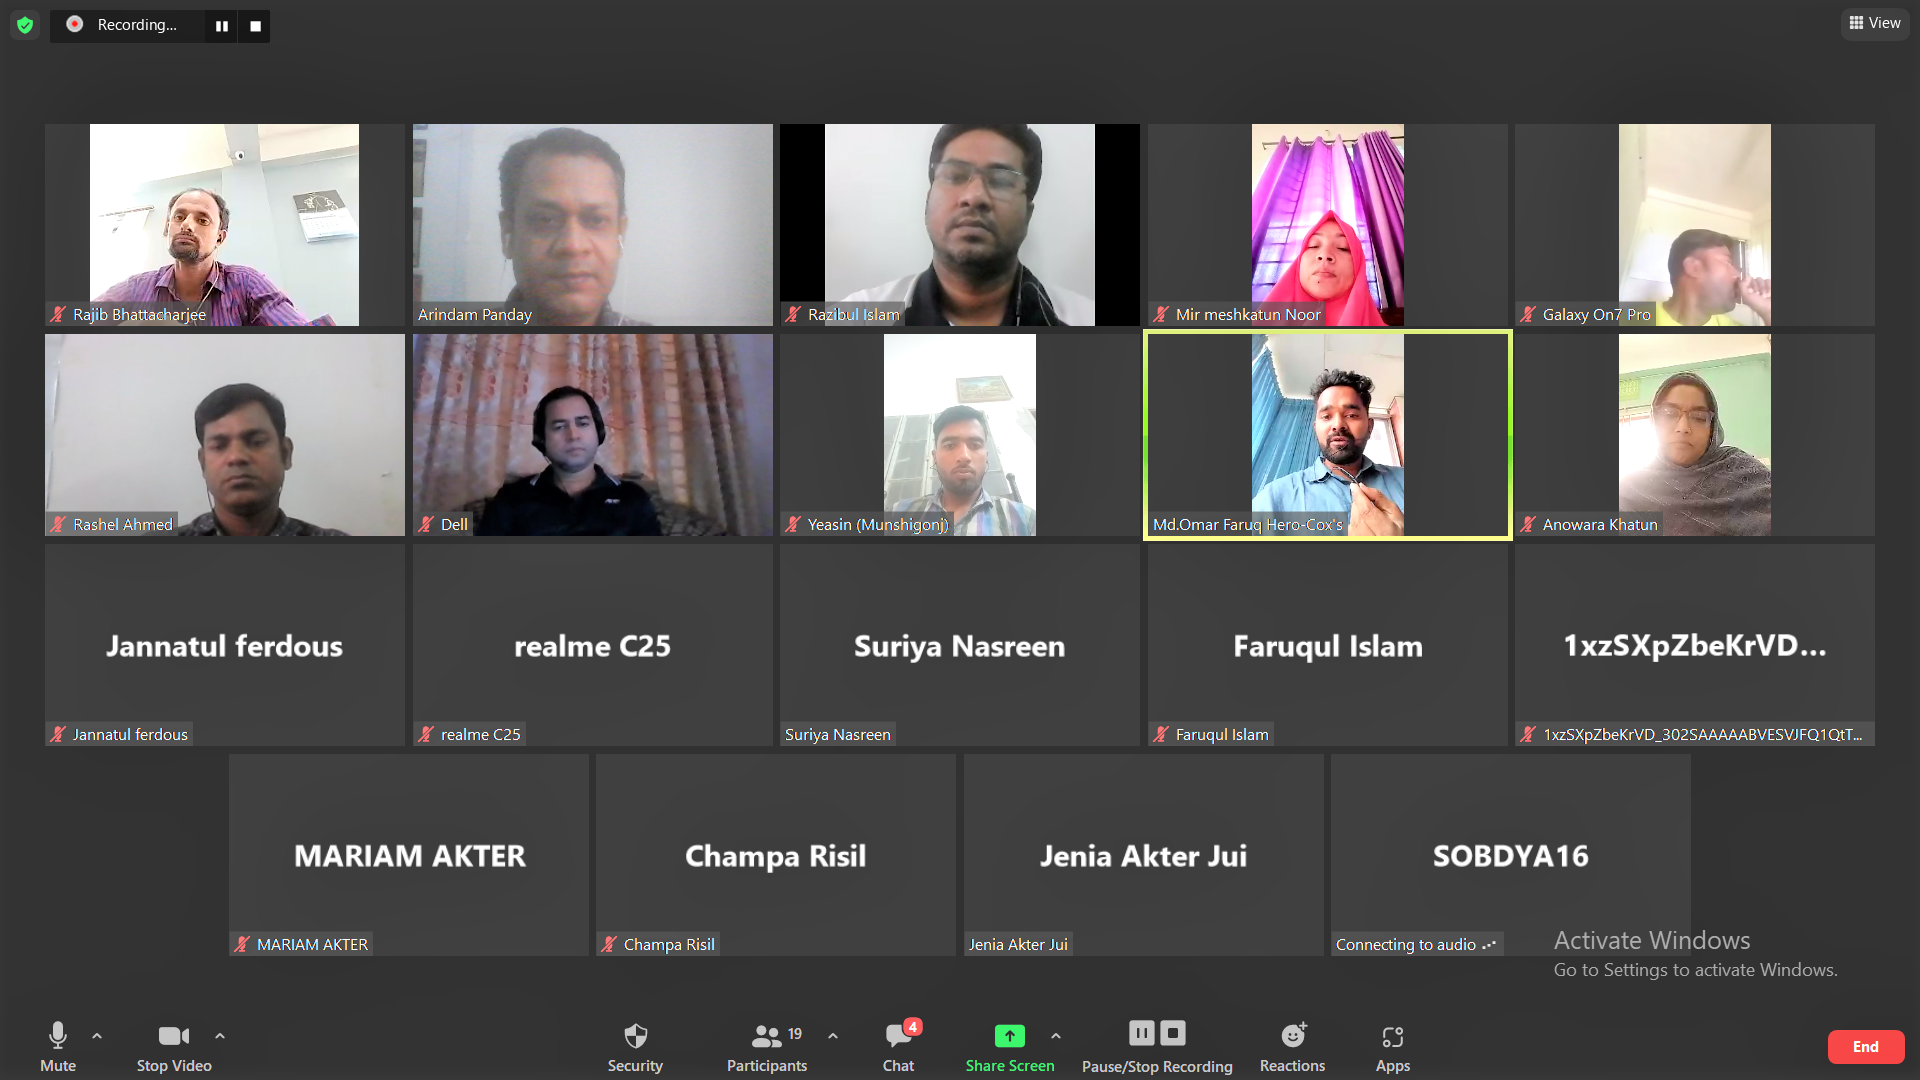 Recording...
View
Rajib Bhattacharjee
Arindam Panday
Razibul Islam
Mir meshkatun Noor
Galaxy On7 Pro
Rashel Ahmed
Dell
Yeasin (Munshigonj)
Md.Omar Faruq Hero-Cox's
Anowara Khatun
Jannatul ferdous
realme C25
Suriya Nasreen
Faruqul Islam
1xzSXpZbeKrVD...
Jannatul ferdous
realme C25
Suriya Nasreen
Faruqul Islam
1xzSXpZbeKrVD_302SAAAAABVESVJFQ1QtT...
MARIAM AKTER
Champa Risil
Jenia Akter Jui
SOBDYA16
MARIAM AKTER
Champa Risil
Jenia Akter Jui
Connecting to audio
Activate Windows
Go to Settings to activate Windows.
Mute
Stop Video
Security
Participants
19
Chat
4
Share Screen
Pause/Stop Recording
Reactions
Apps
End